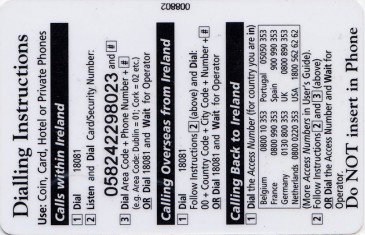 008802
Dialling Instructions
Use: Coin, Card, Hotel or Private Phones
Calls within Ireland
1 Dial 18081
2 Listen and Dial Card/Security Number:
058242298023 and #
3 Dial Area Code + Phone Number + #
(e.g. Area Code: Dublin = 01; Cork = 02 etc.)
OR Dial 18081 and Wait for Operator
Calling Overseas from Ireland
1 Dial 18081
Follow Instructions 2 (above) and Dial:
00 + Country Code + City Code + Number + #
OR Dial 18081 and Wait for Operator
Calling Back to Ireland
1 Dial the Access Number (for country you are in)
Belgium 0800 10 353 Portugal 05050 353
France 0800 990 353 Spain 900 990 353
Germany 0130 800 353 UK 0800 890 353
Netherlands 800 0220 353 USA 1800 562 62 62
(More Access Numbers in User's Guide).
2 Follow Instructions 2 and 3 (above)
OR Dial the Access Number and Wait for
Operator.
Do NOT insert in Phone